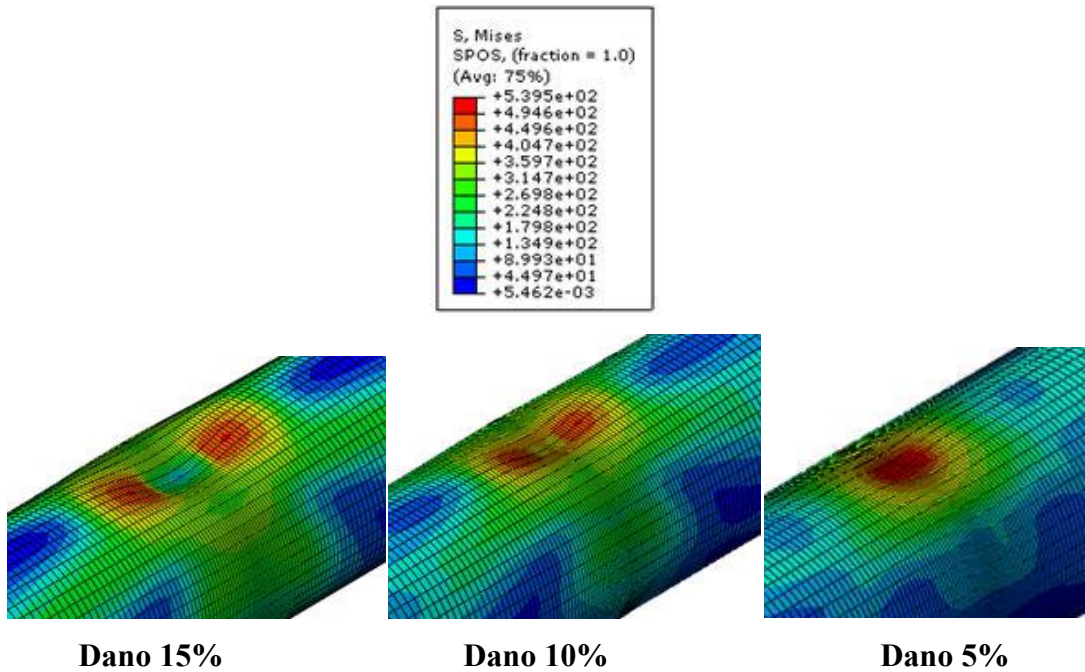 S, Mises
SPOS, (fraction = 1.0)
(Avg: 75%)
+5.395e+02
+4.946e+02
+4.496e+02
+4.047e+02
+3.597e+02
+3.147e+02
+2.698e+02
+2.248e+02
+1.798e+02
+1.349e+02
+8.993e+01
+4.497e+01
+5.462e-03
Dano 15% Dano 10% Dano 5%